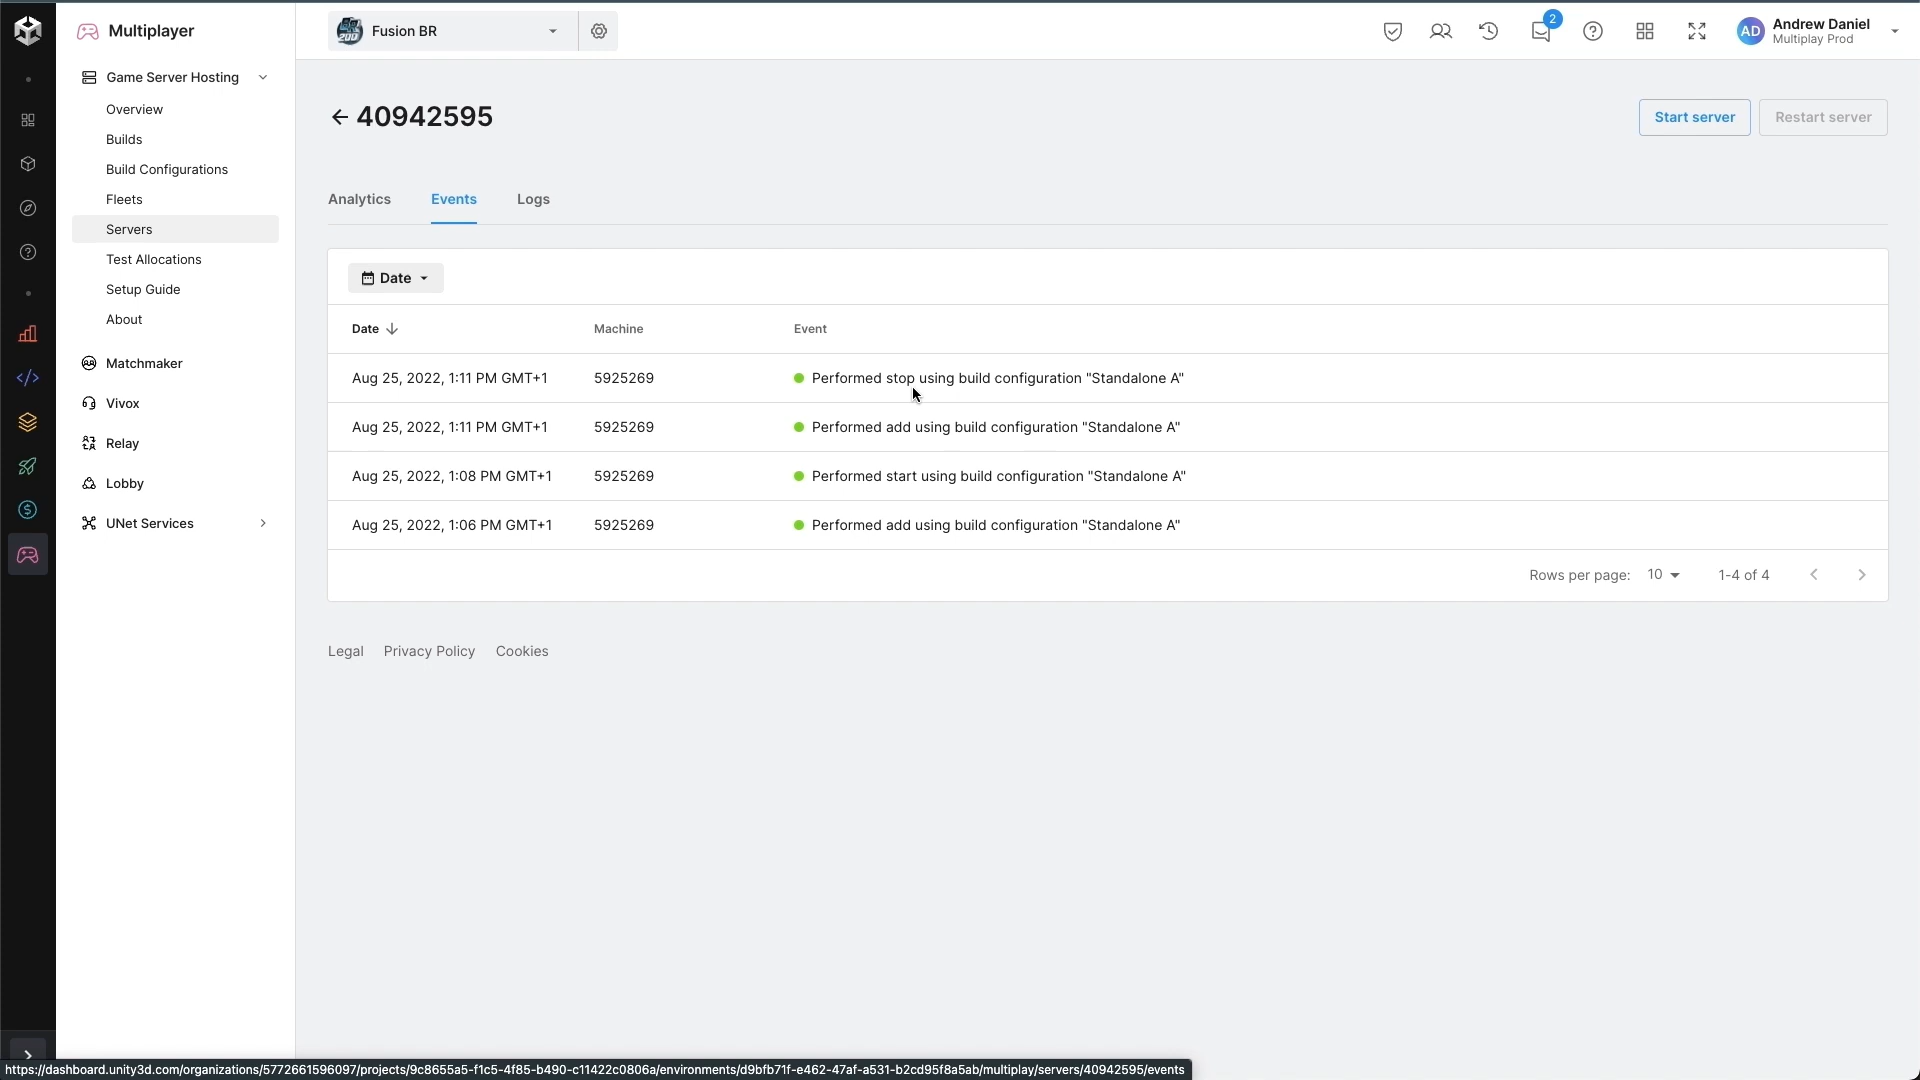 Multiplayer
Fusion BR
2
AD
Andrew Daniel
Multiplay Prod
Game Server Hosting
Overview
Builds
Build Configurations
Fleets
Servers
Test Allocations
Setup Guide
About
Matchmaker
Vivox
Relay
Lobby
UNet Services
40942595
Start server
Restart server
Analytics Events Logs
Date
Date Machine Event
Aug 25, 2022, 1:11 PM GMT+1 5925269 Performed stop using build configuration "Standalone A"
Aug 25, 2022, 1:11 PM GMT+1 5925269 Performed add using build configuration "Standalone A"
Aug 25, 2022, 1:08 PM GMT+1 5925269 Performed start using build configuration "Standalone A"
Aug 25, 2022, 1:06 PM GMT+1 5925269 Performed add using build configuration "Standalone A"
Rows per page: 10 1-4 of 4
Legal Privacy Policy Cookies
https://dashboard.unity3d.com/organizations/5772661596097/projects/9c8655a5-f1c5-4f85-b490-c11422c0806a/environments/d9bfb71f-e462-47af-a531-b2cd95f8a5ab/multiplay/servers/40942595/events